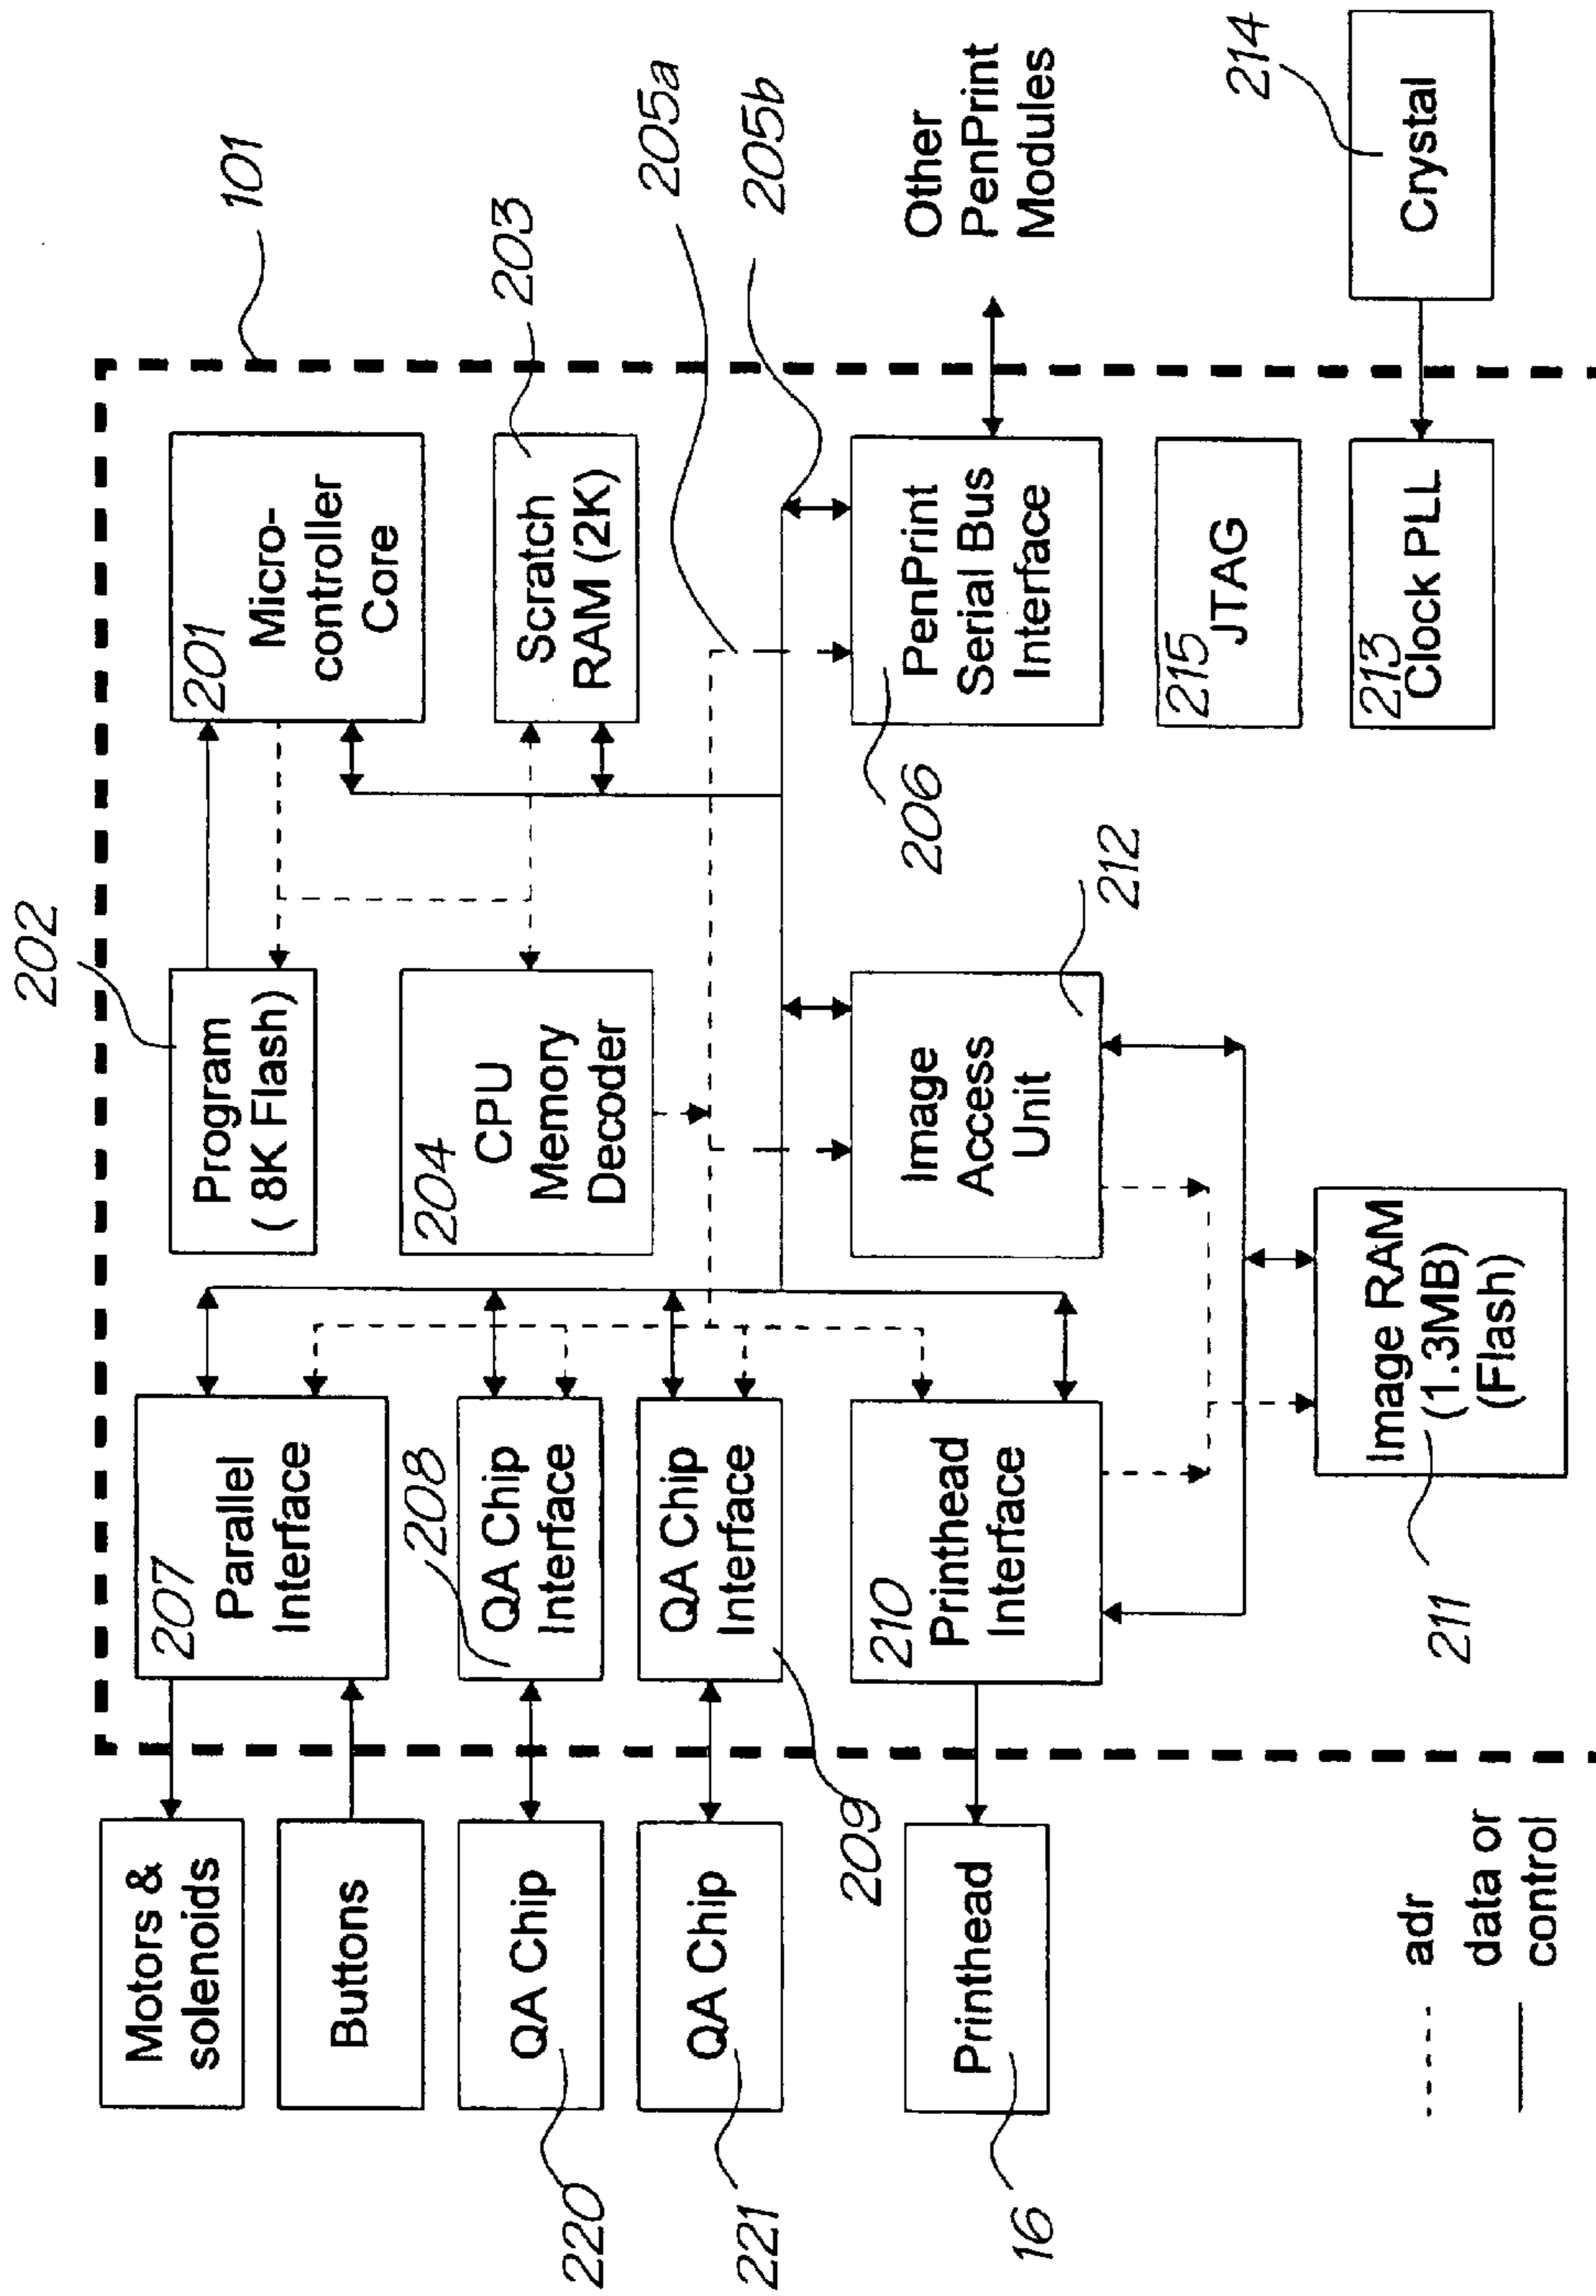 Motors &
solenoids
Buttons
QA Chip
220
QA Chip
221
Printhead
16
adr
data or
control
207
Parallel
Interface
208
QA Chip
Interface
QA Chip
Interface
209
210
Printhead
Interface
202
Program
( 8K Flash)
204
CPU
Memory
Decoder
Image
Access
Unit
212
Image RAM
(1.3MB)
(Flash)
211
101
201
Micro-
controller
Core
203
Scratch
RAM (2K)
205a
205b
206
PenPrint
Serial Bus
Interface
Other
PenPrint
Modules
215
JTAG
213
Clock PLL
214
Crystal